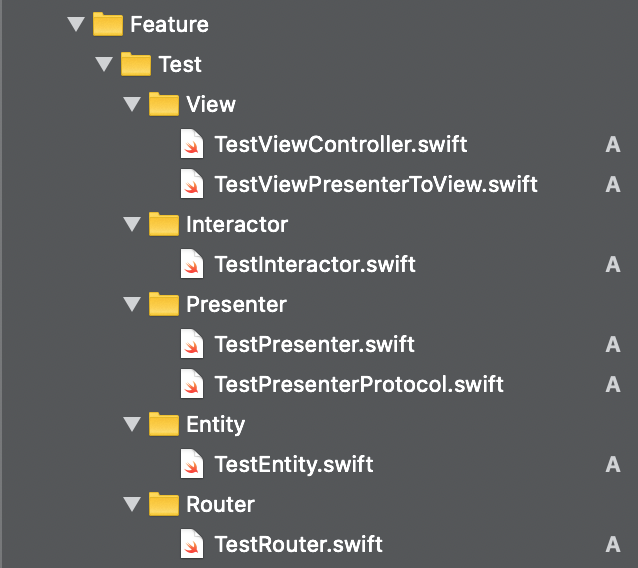 Feature
Test
View
TestViewController.swift A
TestViewPresenterToView.swift A
Interactor
TestInteractor.swift A
Presenter
TestPresenter.swift A
TestPresenterProtocol.swift A
Entity
TestEntity.swift A
Router
TestRouter.swift A